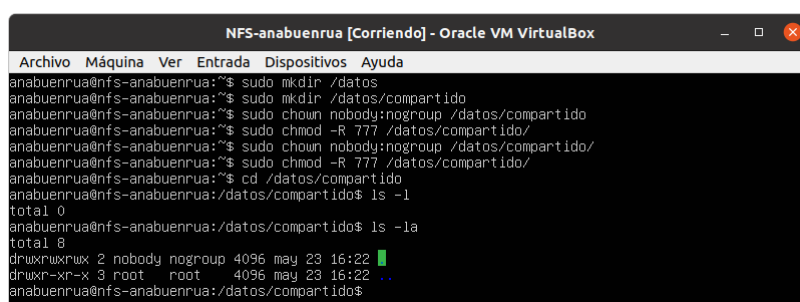 NFS-anabuenrua [Corriendo] - Oracle VM VirtualBox
Archivo Máquina Ver Entrada Dispositivos Ayuda
anabuenrua@nfs-anabuenrua:~$ sudo mkdir /datos
anabuenrua@nfs-anabuenrua:~$ sudo mkdir /datos/compartido
anabuenrua@nfs-anabuenrua:~$ sudo chown nobody:nogroup /datos/compartido
anabuenrua@nfs-anabuenrua:~$ sudo chmod -R 777 /datos/compartido/
anabuenrua@nfs-anabuenrua:~$ sudo chown nobody:nogroup /datos/compartido/
anabuenrua@nfs-anabuenrua:~$ sudo chmod -R 777 /datos/compartido/
anabuenrua@nfs-anabuenrua:~$ cd /datos/compartido
anabuenrua@nfs-anabuenrua:/datos/compartido$ ls -l
total 0
anabuenrua@nfs-anabuenrua:/datos/compartido$ ls -la
total 8
drwxrwxrwx 2 nobody nogroup 4096 may 23 16:22 .
drwxr-xr-x 3 root   root    4096 may 23 16:22 ..
anabuenrua@nfs-anabuenrua:/datos/compartido$